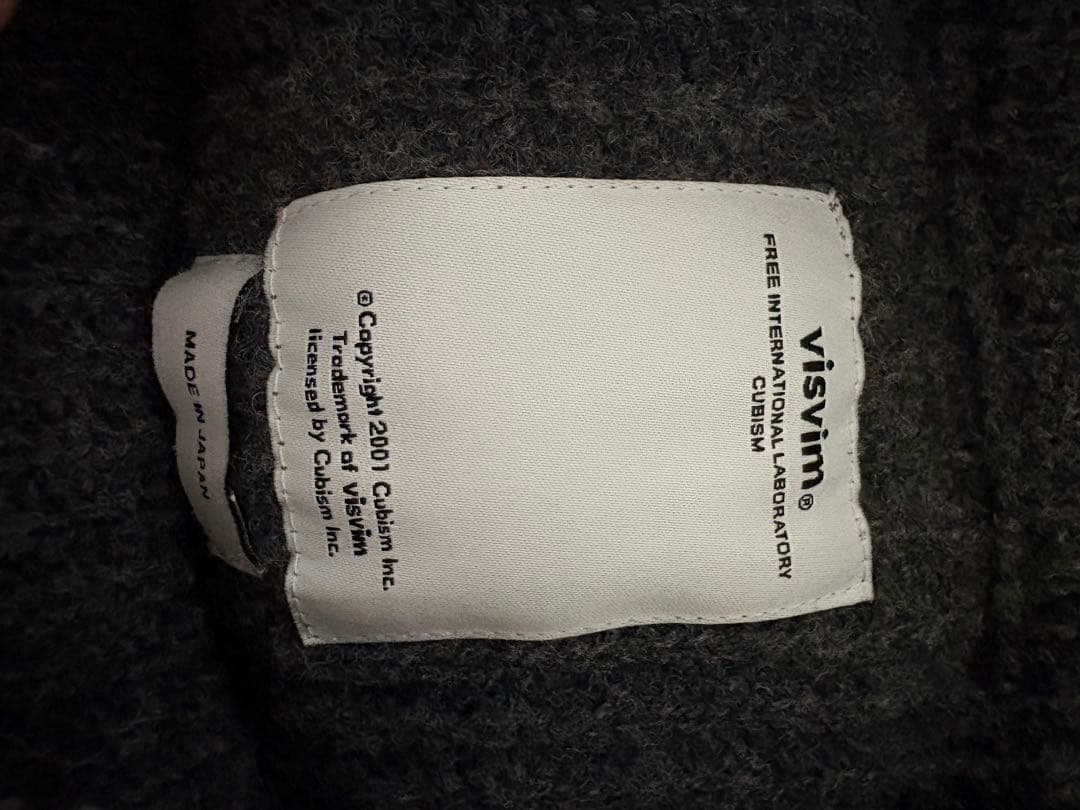 visvim®
FREE INTERNATIONAL LABORATORY
CUBISM
© Copyright 2001 Cubism Inc.
Trademark of visvim
licensed by Cubism Inc.
MADE IN JAPAN